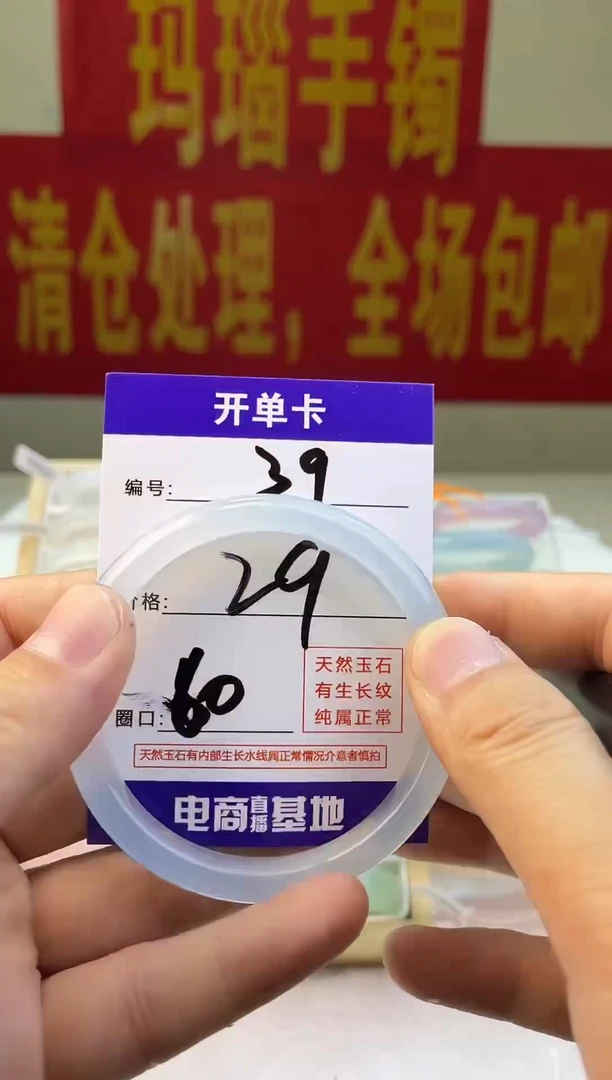 玛瑙手镯
清仓处理，全场包邮
开单卡
编号: 39
价格: 29
天然玉石
有生长纹
纯属正常
圈口: 60
天然玉石有内部生长水线属正常情况介意者慎拍
电商直播基地